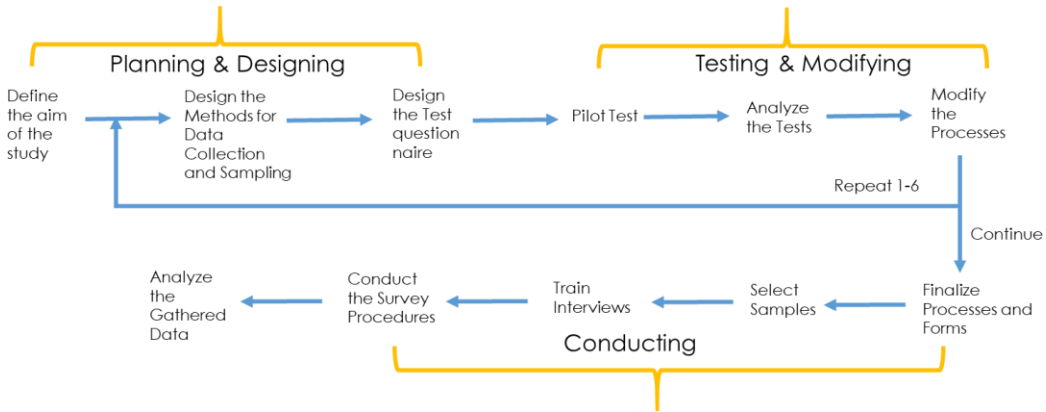 Planning & Designing
Testing & Modifying
Define
the aim
of the
study
Design the
Methods for
Data
Collection
and Sampling
Design
the Test
question
naire
Pilot Test
Analyze
the Tests
Modify
the
Processes
Repeat 1-6
Continue
Analyze
the
Gathered
Data
Conduct
the Survey
Procedures
Train
Interviews
Select
Samples
Finalize
Processes and
Forms
Conducting